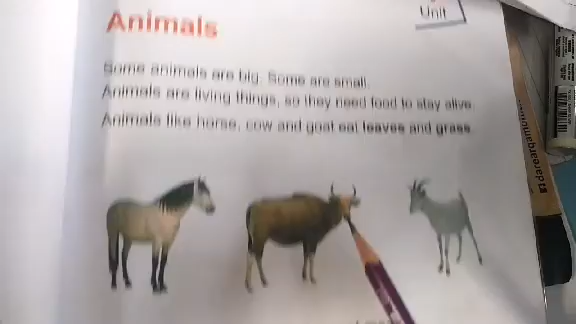 Unit
Animals
Some animals are big. Some are small.
Animals are living things, so they need food to stay alive.
Animals like horse, cow and goat eat leaves and grass.